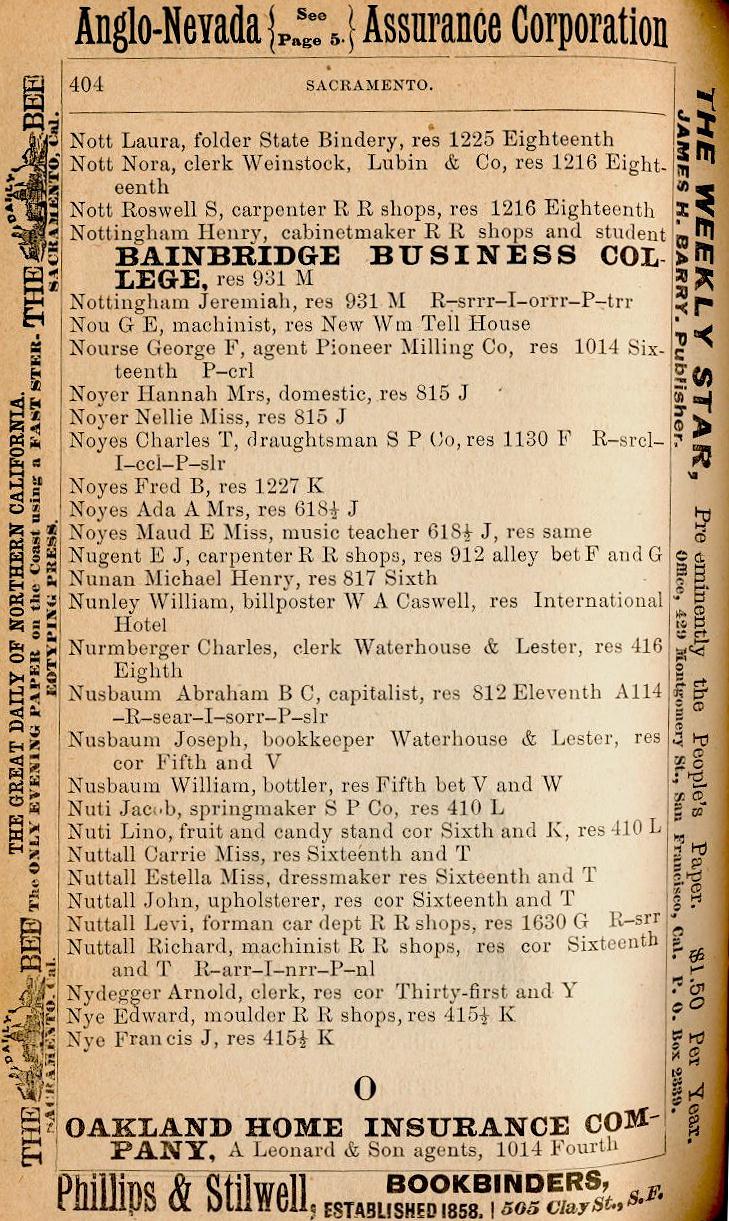 Anglo-Nevada { See Page 5. } Assurance Corporation
404 SACRAMENTO.
Nott Laura, folder State Bindery, res 1225 Eighteenth
Nott Nora, clerk Weinstock, Lubin & Co, res 1216 Eight-
eenth
Nott Roswell S, carpenter R R shops, res 1216 Eighteenth
Nottingham Henry, cabinetmaker R R shops and student
BAINBRIDGE BUSINESS COL-
LEGE, res 931 M
Nottingham Jeremiah, res 931 M R–srrr–I–orrr–P–trr
Nou G E, machinist, res New Wm Tell House
Nourse George F, agent Pioneer Milling Co, res 1014 Six-
teenth P–crl
Noyer Hannah Mrs, domestic, res 815 J
Noyer Nellie Miss, res 815 J
Noyes Charles T, draughtsman S P Co, res 1130 F R–srcl–
I–ccl–P–slr
Noyes Fred B, res 1227 K
Noyes Ada A Mrs, res 618½ J
Noyes Maud E Miss, music teacher 618½ J, res same
Nugent E J, carpenter R R shops, res 912 alley bet F and G
Nunan Michael Henry, res 817 Sixth
Nunley William, billposter W A Caswell, res International
Hotel
Nurmberger Charles, clerk Waterhouse & Lester, res 416
Eighth
Nusbaum Abraham B C, capitalist, res 812 Eleventh A114
–R–sear–I–sorr–P–slr
Nusbaum Joseph, bookkeeper Waterhouse & Lester, res
cor Fifth and V
Nusbaum William, bottler, res Fifth bet V and W
Nuti Jacob, springmaker S P Co, res 410 L
Nuti Lino, fruit and candy stand cor Sixth and K, res 410 L
Nuttall Carrie Miss, res Sixteenth and T
Nuttall Estella Miss, dressmaker res Sixteenth and T
Nuttall John, upholsterer, res cor Sixteenth and T
Nuttall Levi, forman car dept R R shops, res 1630 G R–srr
Nuttall Richard, machinist R R shops, res cor Sixteenth
and T R–arr–I–nrr–P–nl
Nydegger Arnold, clerk, res cor Thirty-first and Y
Nye Edward, moulder R R shops, res 415½ K
Nye Francis J, res 415½ K
O
OAKLAND HOME INSURANCE COM-
PANY, A Leonard & Son agents, 1014 Fourth
Phillips & Stilwell, BOOKBINDERS,
ESTABLISHED 1858. | 505 Clay St., S.F.
THE DAILY BEE THE GREAT DAILY OF NORTHERN CALIFORNIA. THE DAILY BEE
SACRAMENTO, Cal. The ONLY EVENING PAPER on the Coast using a FAST STER- SACRAMENTO, Cal.
EOTYPING PRESS.
THE WEEKLY STAR, Pre eminently the People's Paper. $1.50 Per Year.
JAMES H. BARRY, Publisher. Office, 429 Montgomery St., San Francisco, Cal. P. O. Box 2339.